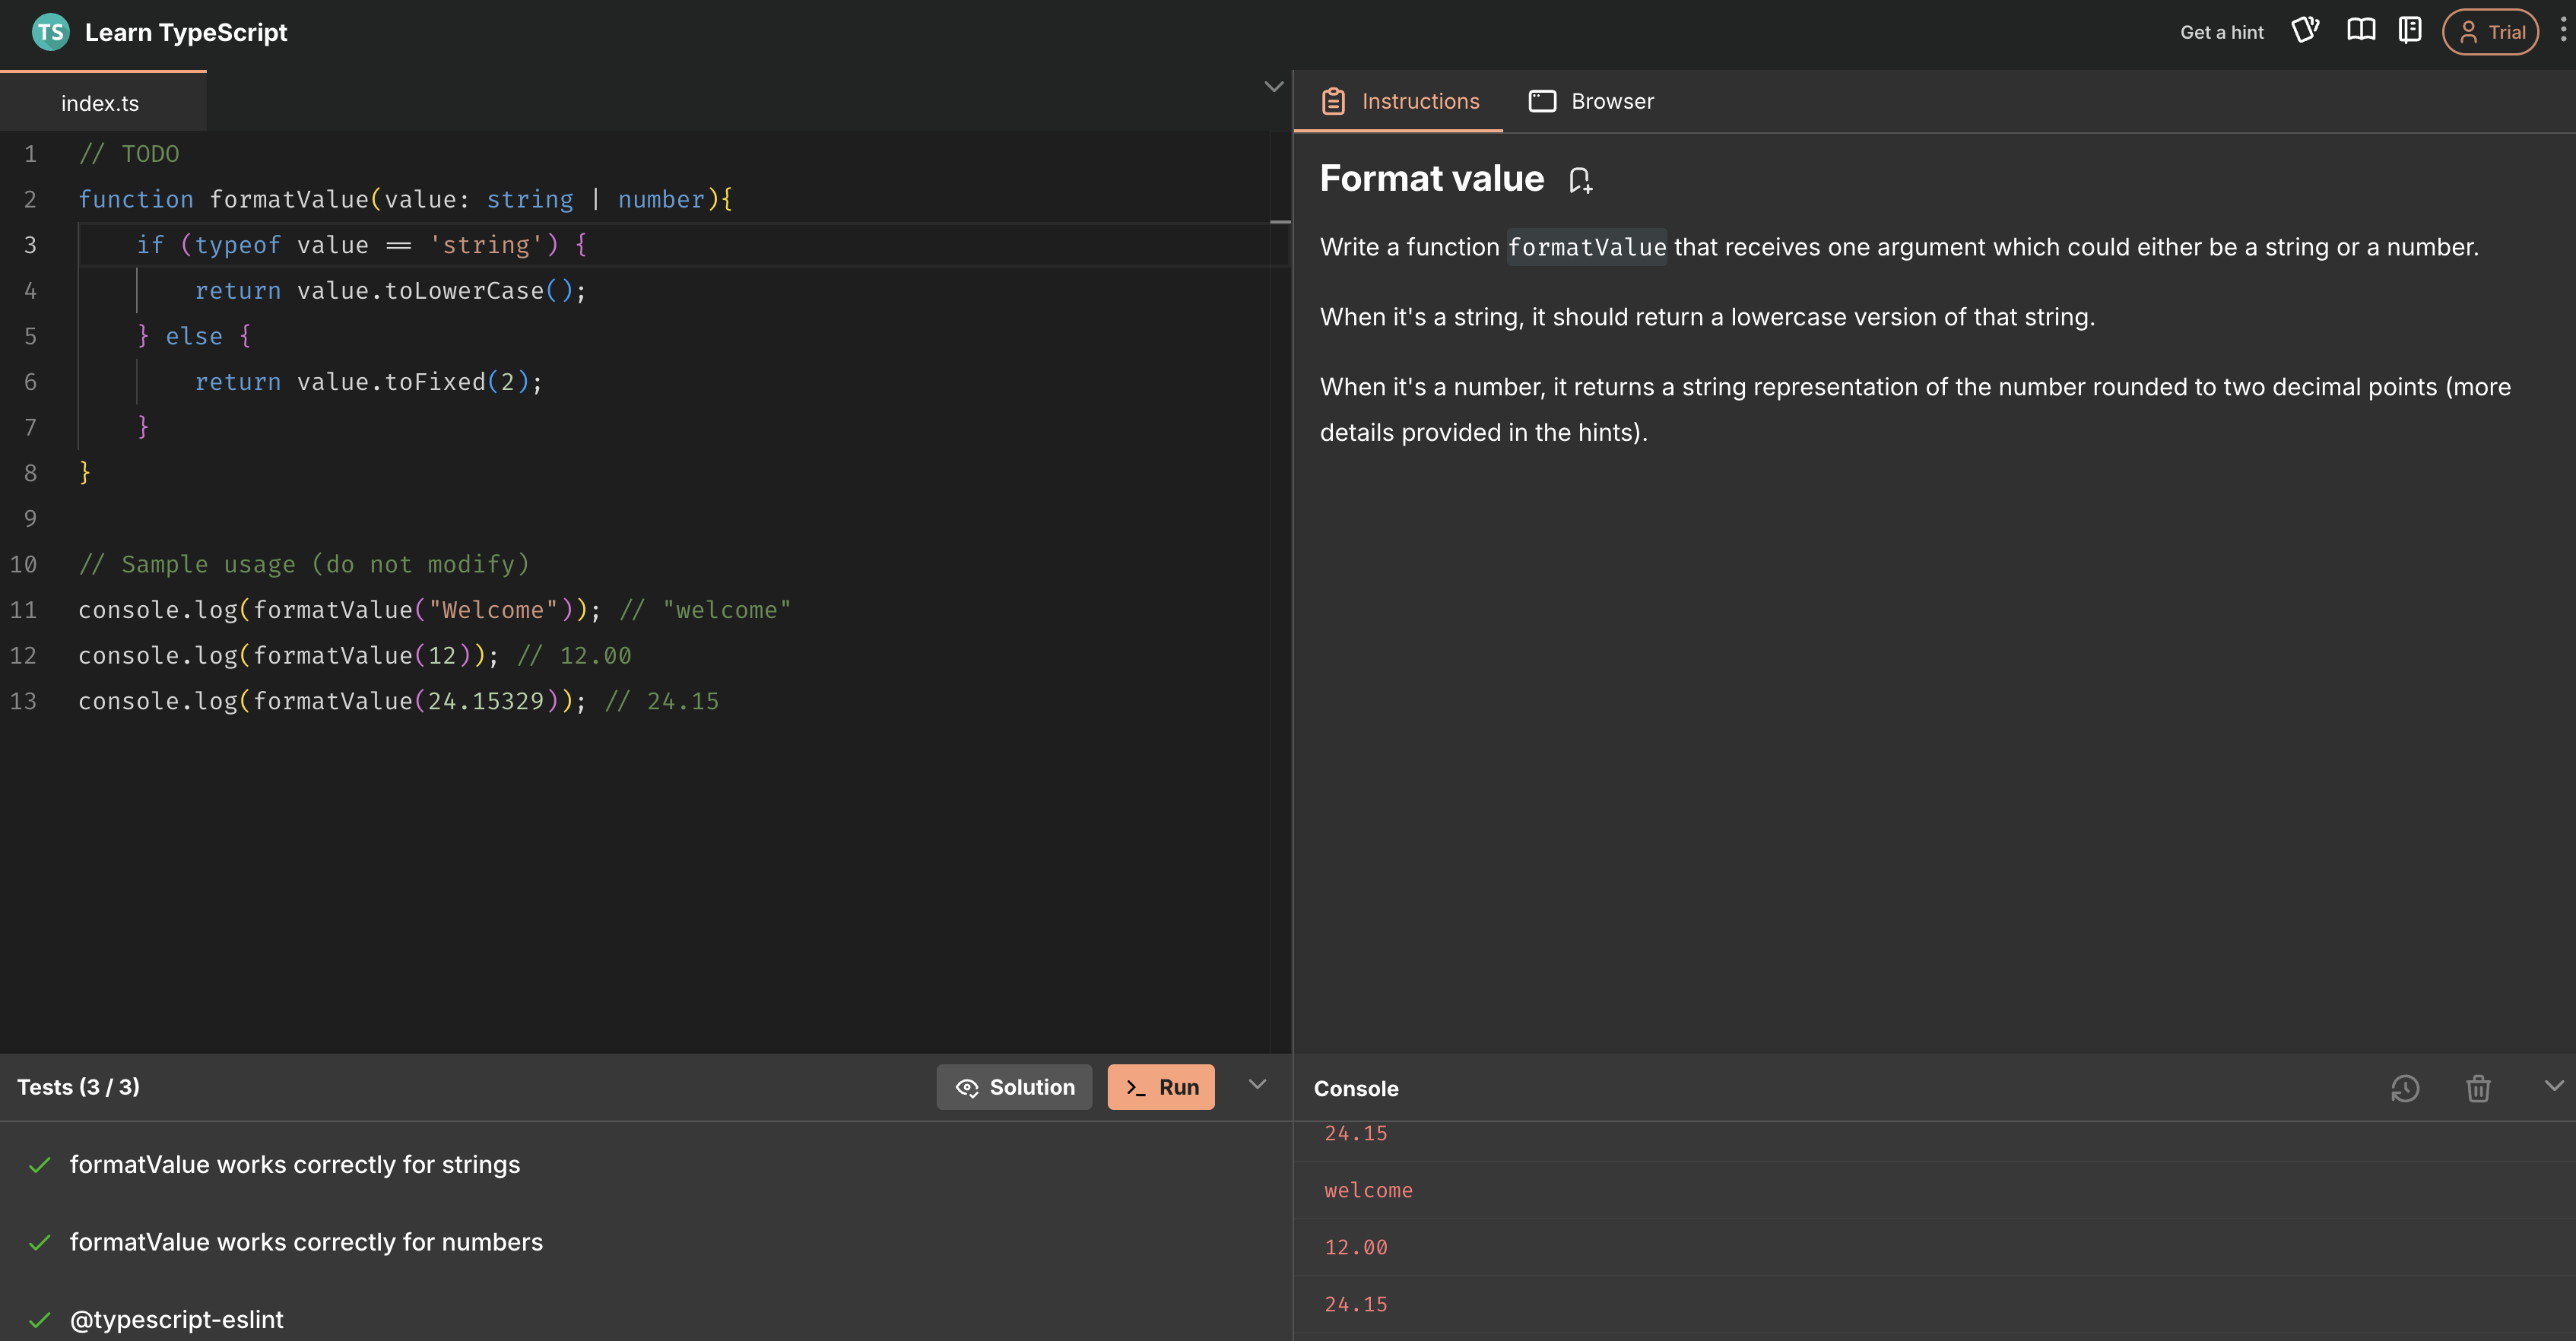 TS Learn TypeScript
Get a hint
Trial
index.ts
1 // TODO
2 function formatValue(value: string | number){
3     if (typeof value == 'string') {
4         return value.toLowerCase();
5     } else {
6         return value.toFixed(2);
7     }
8 }
9
10 // Sample usage (do not modify)
11 console.log(formatValue("Welcome")); // "welcome"
12 console.log(formatValue(12)); // 12.00
13 console.log(formatValue(24.15329)); // 24.15
Tests (3 / 3)
Solution
Run
formatValue works correctly for strings
formatValue works correctly for numbers
@typescript-eslint
Instructions
Browser
Format value
Write a function formatValue that receives one argument which could either be a string or a number.
When it's a string, it should return a lowercase version of that string.
When it's a number, it returns a string representation of the number rounded to two decimal points (more
details provided in the hints).
Console
24.15
welcome
12.00
24.15